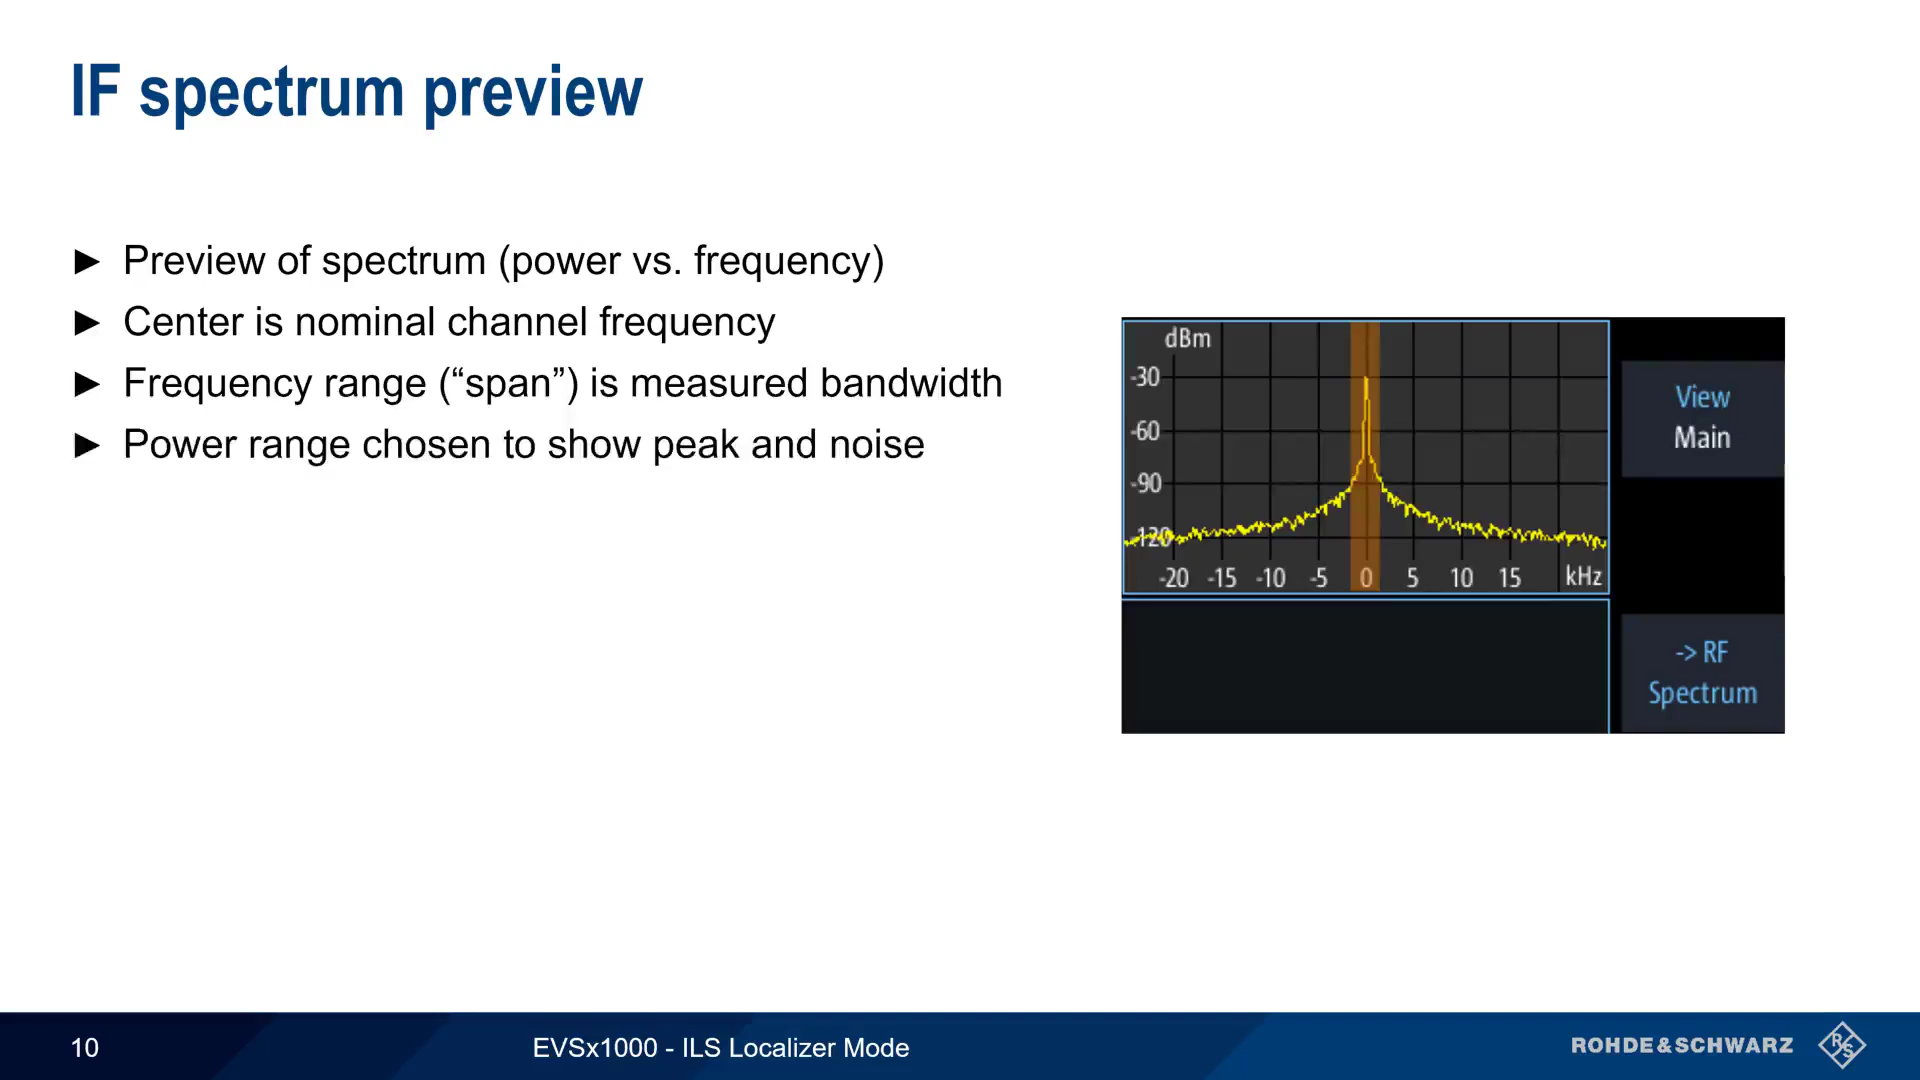 IF spectrum preview
► Preview of spectrum (power vs. frequency)
► Center is nominal channel frequency
► Frequency range (“span”) is measured bandwidth
► Power range chosen to show peak and noise
dBm
-30
-60
-90
-120
-20 -15 -10 -5 0 5 10 15 kHz
View
Main
-> RF
Spectrum
10
EVSx1000 - ILS Localizer Mode
ROHDE&SCHWARZ
RS